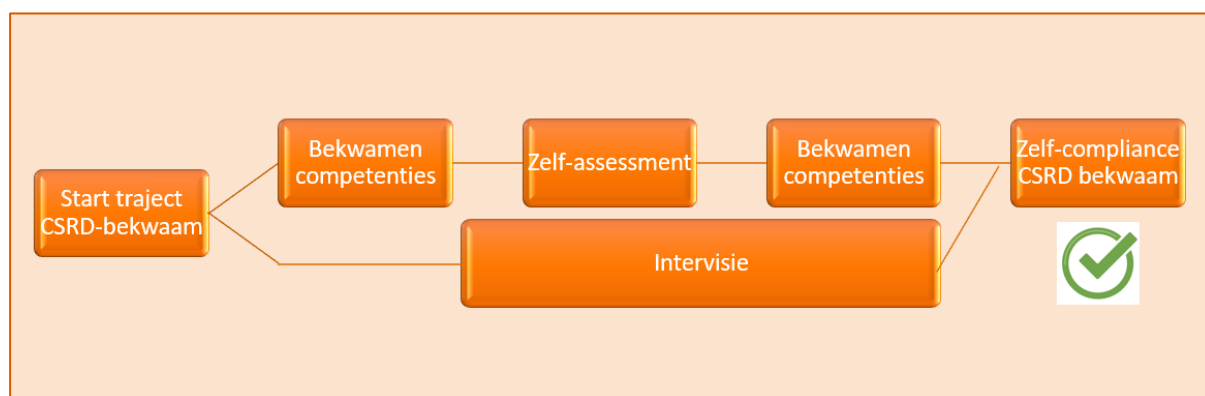 Start traject
CSRD-bekwaam
Bekwamen
competenties
Zelf-assessment
Bekwamen
competenties
Zelf-compliance
CSRD bekwaam
Intervisie